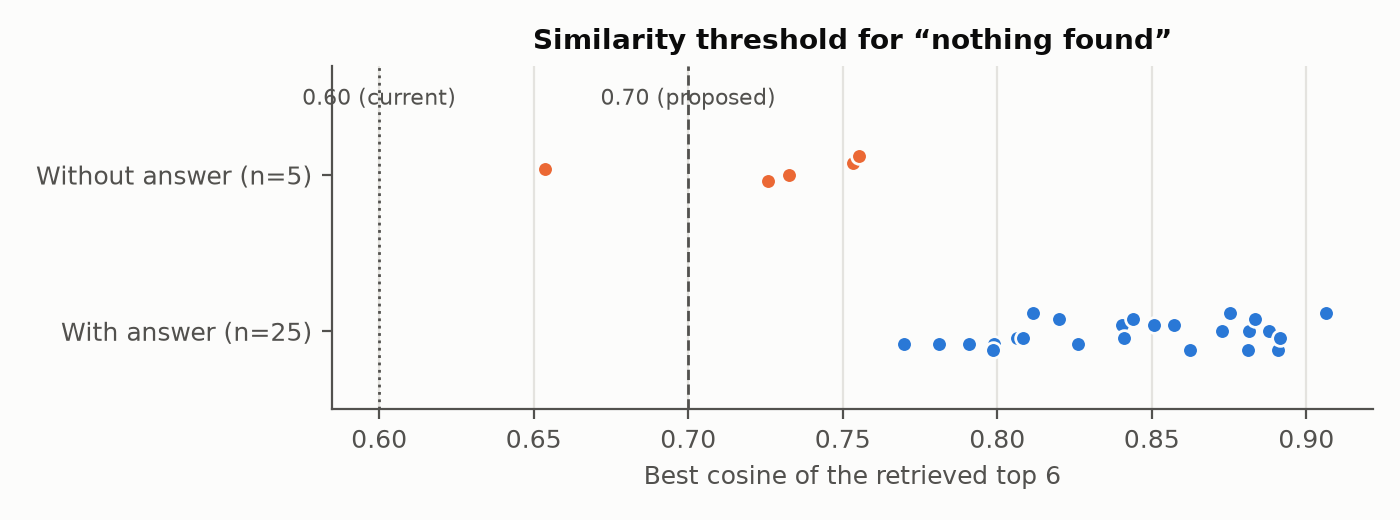 Similarity threshold for “nothing found”
0.60 (current)
0.70 (proposed)
Without answer (n=5)
With answer (n=25)
0.60
0.65
0.70
0.75
0.80
0.85
0.90
Best cosine of the retrieved top 6